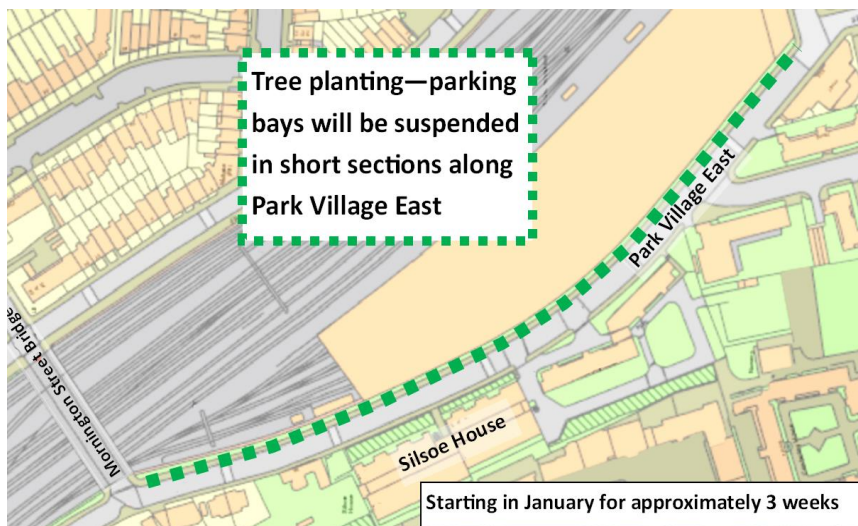 Tree planting—parking
bays will be suspended
in short sections along
Park Village East
Park Village East
Mornington Street Bridge
Silsoe House
Starting in January for approximately 3 weeks